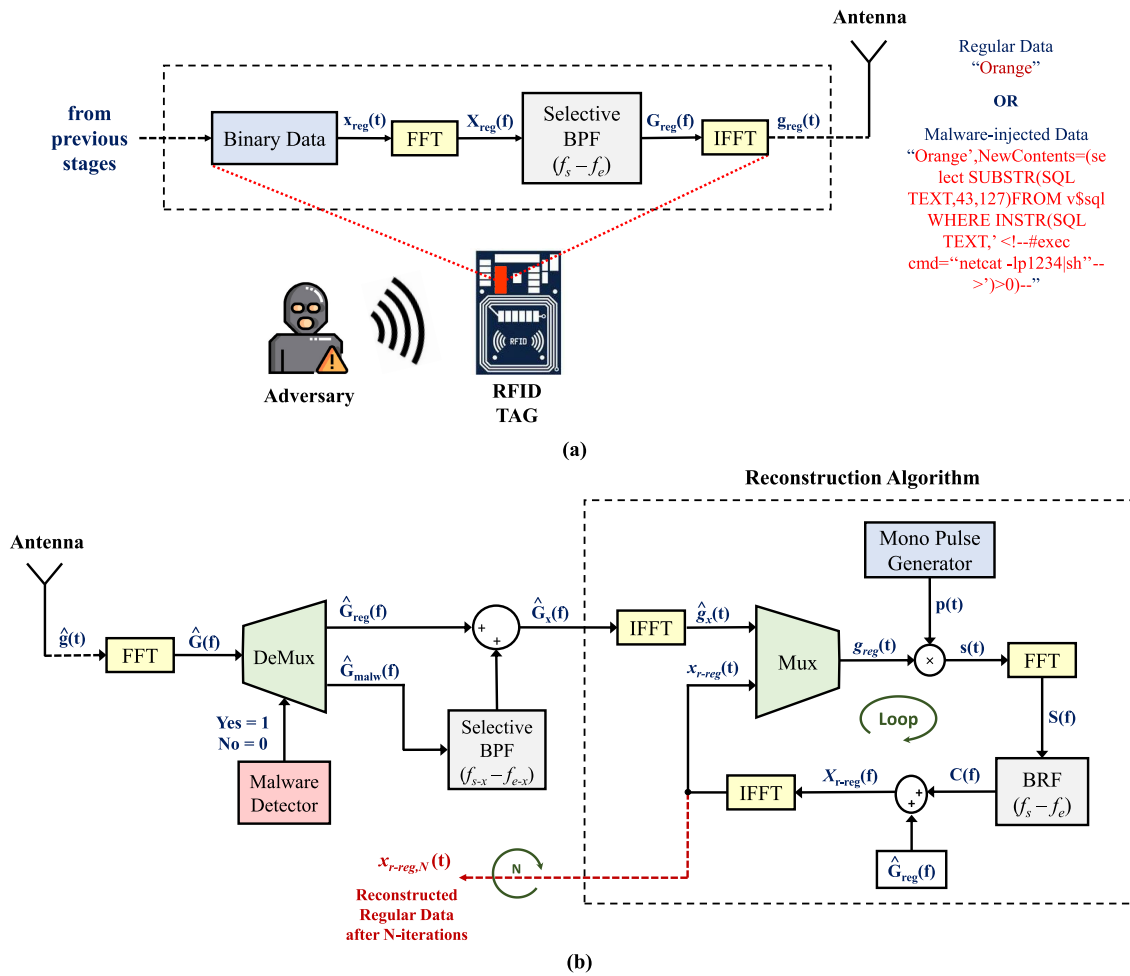 Antenna
from
previous
stages
Binary Data
x_reg(t)
FFT
X_reg(f)
Selective
BPF
(f_s – f_e)
G_reg(f)
IFFT
g_reg(t)
Regular Data
“Orange”
OR
Malware-injected Data
“Orange’,NewContents=(se
lect SUBSTR(SQL
TEXT,43,127)FROM v$sql
WHERE INSTR(SQL
TEXT,’ <!--#exec
cmd=‘‘netcat -lp1234|sh’’--
>’)>0)--”
Adversary
RFID
RFID
TAG
(a)
Reconstruction Algorithm
Antenna
ĝ(t)
FFT
Ĝ(f)
DeMux
Ĝ_reg(f)
Ĝ_malw(f)
Yes = 1
No = 0
Malware
Detector
Selective
BPF
(f_s-x – f_e-x)
+
+
Ĝ_x(f)
IFFT
ĝ_x(t)
x_r-reg(t)
Mux
g_reg(t)
Mono Pulse
Generator
p(t)
×
s(t)
FFT
S(f)
Loop
BRF
(f_s – f_e)
C(f)
+
+
Ĝ_reg(f)
X_r-reg(f)
IFFT
x_r-reg,N(t)
N
Reconstructed
Regular Data
after N-iterations
(b)